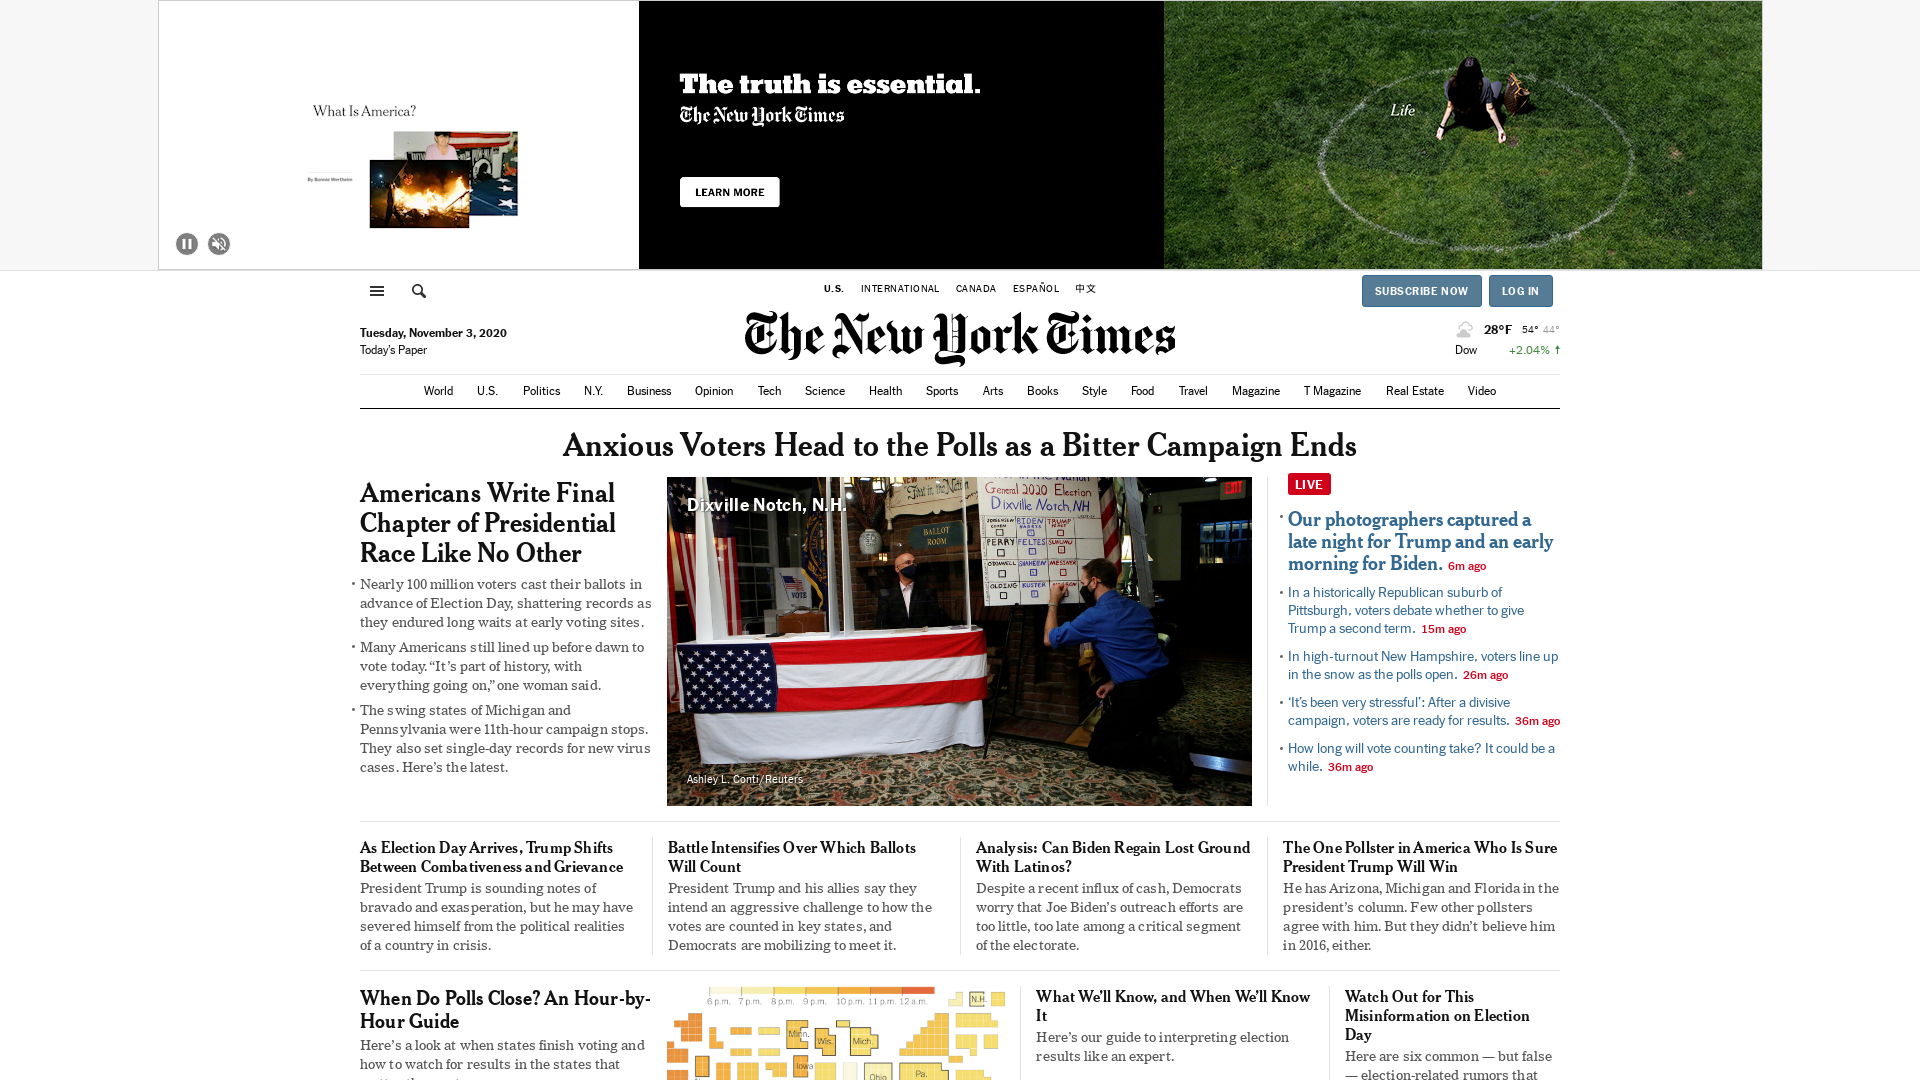 What Is America?
The truth is essential.
The New York Times
LEARN MORE
Life
U.S. INTERNATIONAL CANADA ESPAÑOL 中文
SUBSCRIBE NOW LOG IN
Tuesday, November 3, 2020
Today's Paper
The New York Times
28°F 54° 44°
Dow +2.04% ↑
World U.S. Politics N.Y. Business Opinion Tech Science Health Sports Arts Books Style Food Travel Magazine T Magazine Real Estate Video
Anxious Voters Head to the Polls as a Bitter Campaign Ends
Americans Write Final
Chapter of Presidential
Race Like No Other
• Nearly 100 million voters cast their ballots in
advance of Election Day, shattering records as
they endured long waits at early voting sites.
• Many Americans still lined up before dawn to
vote today. “It’s part of history, with
everything going on,” one woman said.
• The swing states of Michigan and
Pennsylvania were 11th-hour campaign stops.
They also set single-day records for new virus
cases. Here’s the latest.
Dixville Notch, N.H.
BALLOT
ROOM
General 2020 Election
Dixville Notch, NH
BIDEN
PERRY FELTES SUNUNU
O'DONNELL SHAHEEN MESSNER
OLDING KUSTER
VOTE
EXIT
Ashley L. Conti/Reuters
LIVE
• Our photographers captured a
late night for Trump and an early
morning for Biden. 6m ago
• In a historically Republican suburb of
Pittsburgh, voters debate whether to give
Trump a second term. 15m ago
• In high-turnout New Hampshire, voters line up
in the snow as the polls open. 26m ago
• ‘It’s been very stressful’: After a divisive
campaign, voters are ready for results. 36m ago
• How long will vote counting take? It could be a
while. 36m ago
As Election Day Arrives, Trump Shifts
Between Combativeness and Grievance
President Trump is sounding notes of
bravado and exasperation, but he may have
severed himself from the political realities
of a country in crisis.
Battle Intensifies Over Which Ballots
Will Count
President Trump and his allies say they
intend an aggressive challenge to how the
votes are counted in key states, and
Democrats are mobilizing to meet it.
Analysis: Can Biden Regain Lost Ground
With Latinos?
Despite a recent influx of cash, Democrats
worry that Joe Biden’s outreach efforts are
too little, too late among a critical segment
of the electorate.
The One Pollster in America Who Is Sure
President Trump Will Win
He has Arizona, Michigan and Florida in the
president’s column. Few other pollsters
agree with him. But they didn’t believe him
in 2016, either.
When Do Polls Close? An Hour-by-
Hour Guide
Here’s a look at when states finish voting and
how to watch for results in the states that
6 p.m. 7 p.m. 8 p.m. 9 p.m. 10 p.m. 11 p.m. 12 a.m.
N.H.
Minn. Wis. Mich.
Iowa Ohio Pa.
What We’ll Know, and When We’ll Know
It
Here’s our guide to interpreting election
results like an expert.
Watch Out for This
Misinformation on Election
Day
Here are six common — but false
— election-related rumors that